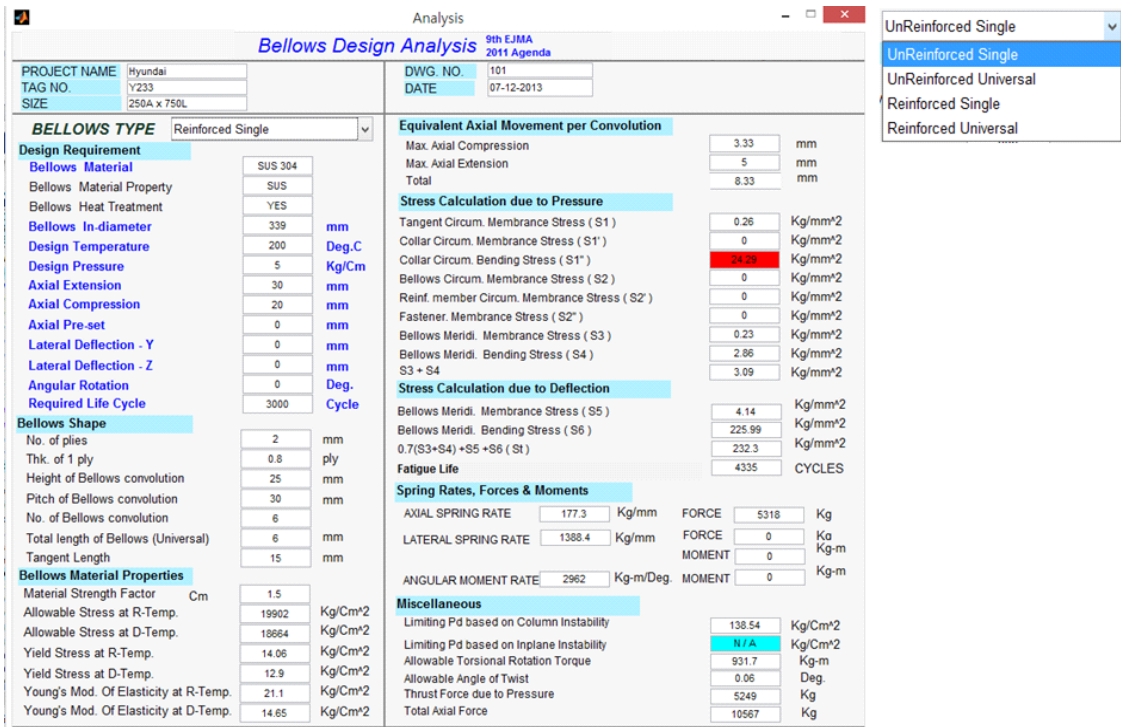 Analysis
Bellows Design Analysis 9th EJMA
2011 Agenda
PROJECT NAME Hyundai
TAG NO. Y233
SIZE 250A x 750L
DWG. NO. 101
DATE 07-12-2013
BELLOWS TYPE Reinforced Single
Design Requirement
Bellows Material SUS 304
Bellows Material Property SUS
Bellows Heat Treatment YES
Bellows In-diameter 339 mm
Design Temperature 200 Deg.C
Design Pressure 5 Kg/Cm
Axial Extension 30 mm
Axial Compression 20 mm
Axial Pre-set 0 mm
Lateral Deflection - Y 0 mm
Lateral Deflection - Z 0 mm
Angular Rotation 0 Deg.
Required Life Cycle 3000 Cycle
Bellows Shape
No. of plies 2 mm
Thk. of 1 ply 0.8 ply
Height of Bellows convolution 25 mm
Pitch of Bellows convolution 30 mm
No. of Bellows convolution 6
Total length of Bellows (Universal) 6 mm
Tangent Length 15 mm
Bellows Material Properties
Material Strength Factor Cm 1.5
Allowable Stress at R-Temp. 19902 Kg/Cm^2
Allowable Stress at D-Temp. 18664 Kg/Cm^2
Yield Stress at R-Temp. 14.06 Kg/Cm^2
Yield Stress at D-Temp. 12.9 Kg/Cm^2
Young's Mod. Of Elasticity at R-Temp. 21.1 Kg/Cm^2
Young's Mod. Of Elasticity at D-Temp. 14.65 Kg/Cm^2
Equivalent Axial Movement per Convolution
Max. Axial Compression 3.33 mm
Max. Axial Extension 5 mm
Total 8.33 mm
Stress Calculation due to Pressure
Tangent Circum. Membrance Stress ( S1 ) 0.26 Kg/mm^2
Collar Circum. Membrance Stress ( S1' ) 0 Kg/mm^2
Collar Circum. Bending Stress ( S1" ) 24.29 Kg/mm^2
Bellows Circum. Membrance Stress ( S2 ) 0 Kg/mm^2
Reinf. member Circum. Membrance Stress ( S2' ) 0 Kg/mm^2
Fastener. Membrance Stress ( S2" ) 0 Kg/mm^2
Bellows Meridi. Membrance Stress ( S3 ) 0.23 Kg/mm^2
Bellows Meridi. Bending Stress ( S4 ) 2.86 Kg/mm^2
S3 + S4 3.09 Kg/mm^2
Stress Calculation due to Deflection
Bellows Meridi. Membrance Stress ( S5 ) 4.14 Kg/mm^2
Bellows Meridi. Bending Stress ( S6 ) 225.99 Kg/mm^2
0.7(S3+S4) +S5 +S6 ( St ) 232.3 Kg/mm^2
Fatigue Life 4335 CYCLES
Spring Rates, Forces & Moments
AXIAL SPRING RATE 177.3 Kg/mm FORCE 5318 Kg
LATERAL SPRING RATE 1388.4 Kg/mm FORCE 0 Kg
MOMENT 0 Kg-m
ANGULAR MOMENT RATE 2962 Kg-m/Deg. MOMENT 0 Kg-m
Miscellaneous
Limiting Pd based on Column Instability 138.54 Kg/Cm^2
Limiting Pd based on Inplane Instability N / A Kg/Cm^2
Allowable Torsional Rotation Torque 931.7 Kg-m
Allowable Angle of Twist 0.06 Deg.
Thrust Force due to Pressure 5249 Kg
Total Axial Force 10567 Kg
UnReinforced Single
UnReinforced Single
UnReinforced Universal
Reinforced Single
Reinforced Universal